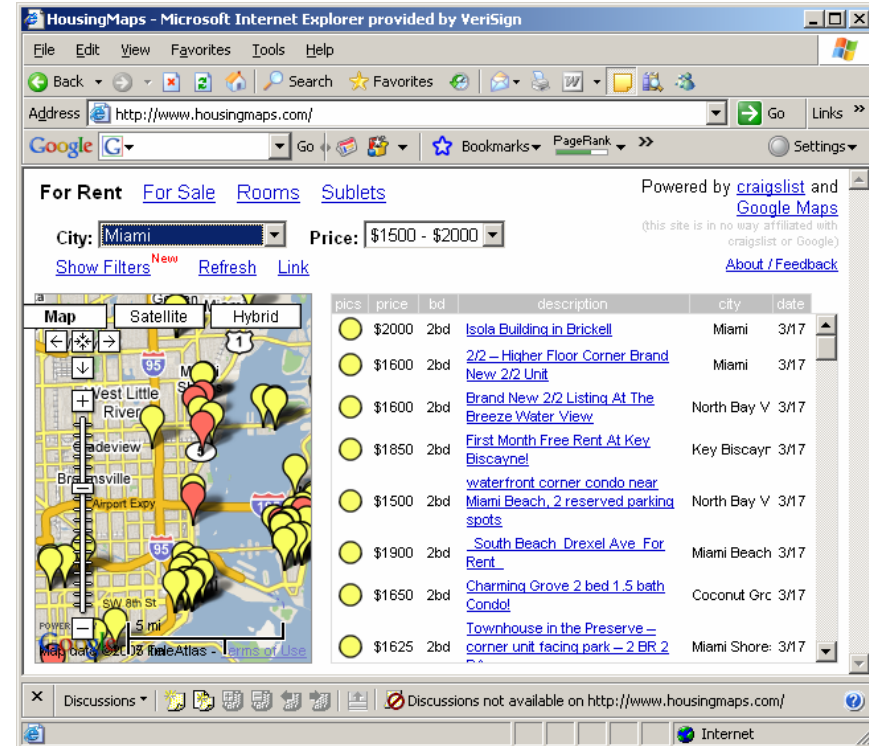 HousingMaps - Microsoft Internet Explorer provided by VeriSign
File Edit View Favorites Tools Help
Back Search Favorites
Address http://www.housingmaps.com/ Go Links »
Google G Go Bookmarks PageRank » Settings
For Rent For Sale Rooms Sublets
Powered by craigslist and
Google Maps
(this site is in no way affiliated with
craigslist or Google)
About / Feedback
City: Miami Price: $1500 - $2000
Show Filters New Refresh Link
Map Satellite Hybrid
1
95
West Little
River
Airport Expy
95
SW 8th St
5 mi
Terms of Use
pics price bd description city date
$2000 2bd Isola Building in Brickell Miami 3/17
$1600 2bd 2/2 – Higher Floor Corner Brand Miami 3/17
New 2/2 Unit
$1600 2bd Brand New 2/2 Listing At The North Bay V 3/17
Breeze Water View
$1850 2bd First Month Free Rent At Key Key Biscayr 3/17
Biscayne!
waterfront corner condo near
$1500 2bd Miami Beach, 2 reserved parking North Bay V 3/17
spots
$1900 2bd _South Beach_Drexel Ave_For Miami Beach 3/17
Rent_
$1650 2bd Charming Grove 2 bed 1.5 bath Coconut Grc 3/17
Condo!
Townhouse in the Preserve –
$1625 2bd corner unit facing park – 2 BR 2 Miami Shore: 3/17
Discussions Discussions not available on http://www.housingmaps.com/
Internet